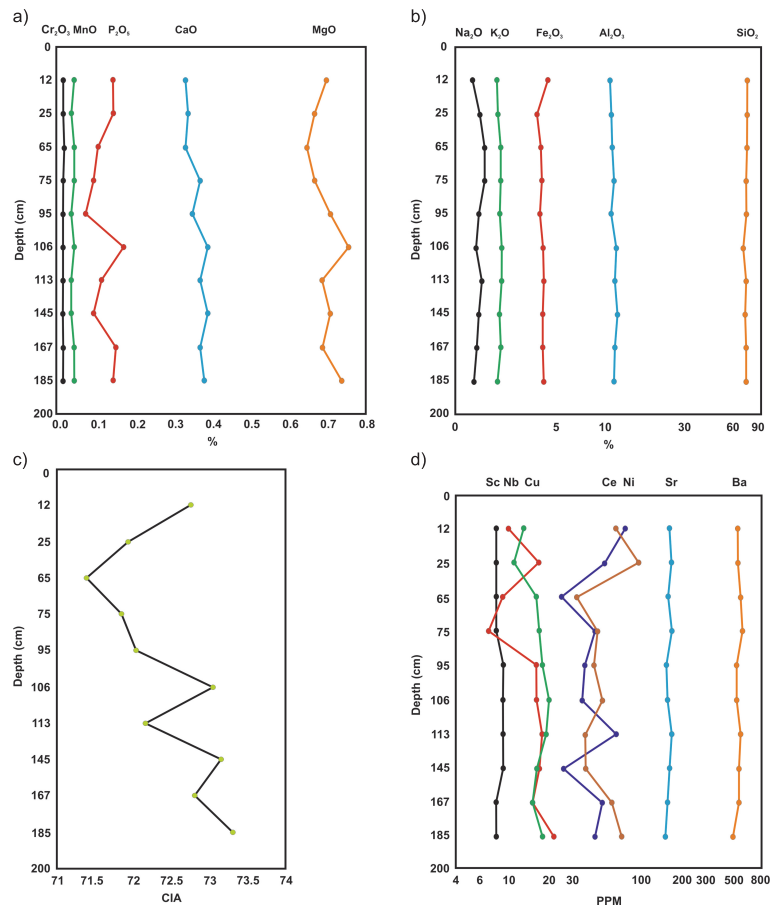 a)
Cr₂O₃ MnO P₂O₅ CaO MgO
0
12
25
65
75
95
106
113
145
167
185
200
Depth (cm)
0.0 0.1 0.2 0.3 0.4 0.5 0.6 0.7 0.8
%
b)
Na₂O K₂O Fe₂O₃ Al₂O₃ SiO₂
0
12
25
65
75
95
106
113
145
167
185
200
Depth (cm)
0 5 10 30 60 90
%
c)
0
12
25
65
75
95
106
113
145
167
185
200
Depth (cm)
71 71.5 72 72.5 73 73.5 74
CIA
d)
Sc Nb Cu Ce Ni Sr Ba
0
12
25
65
75
95
106
113
145
167
185
200
Depth (cm)
4 6 10 20 30 100 200 500 800
PPM